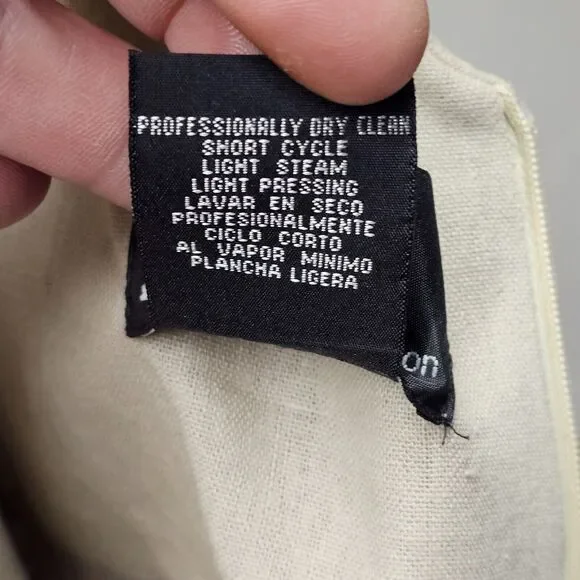 PROFESSIONALLY DRY CLEAN
SHORT CYCLE
LIGHT STEAM
LIGHT PRESSING
LAVAR EN SECO
PROFESIONALMENTE
CICLO CORTO
AL VAPOR MINIMO
PLANCHA LIGERA
on